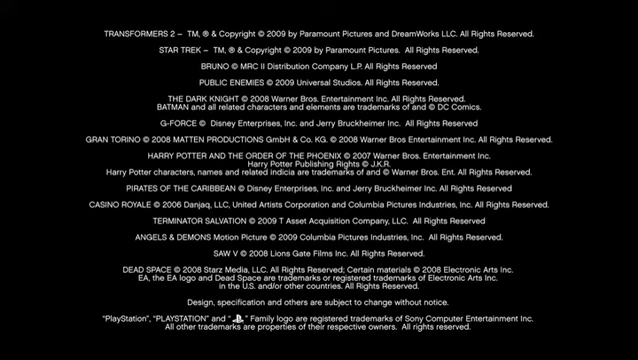 TRANSFORMERS 2 – TM, ® & Copyright © 2009 by Paramount Pictures and DreamWorks LLC. All Rights Reserved.
STAR TREK – TM, ® & Copyright © 2009 by Paramount Pictures. All Rights Reserved.
BRUNO © MRC II Distribution Company L.P. All Rights Reserved
PUBLIC ENEMIES © 2009 Universal Studios. All Rights Reserved.
THE DARK KNIGHT © 2008 Warner Bros. Entertainment Inc. All Rights Reserved.
BATMAN and all related characters and elements are trademarks of and © DC Comics.
G-FORCE © Disney Enterprises, Inc. and Jerry Bruckheimer Inc. All Rights Reserved
GRAN TORINO © 2008 MATTEN PRODUCTIONS GmbH & Co. KG. © 2008 Warner Bros Entertainment Inc. All Rights Reserved.
HARRY POTTER AND THE ORDER OF THE PHOENIX © 2007 Warner Bros. Entertainment Inc.
Harry Potter Publishing Rights © J.K.R.
Harry Potter characters, names and related indicia are trademarks of and © Warner Bros. Ent. All Rights Reserved.
PIRATES OF THE CARIBBEAN © Disney Enterprises, Inc. and Jerry Bruckheimer Inc. All Rights Reserved
CASINO ROYALE © 2006 Danjaq, LLC, United Artists Corporation and Columbia Pictures Industries, Inc. All Rights Reserved.
TERMINATOR SALVATION © 2009 T Asset Acquisition Company, LLC. All Rights Reserved
ANGELS & DEMONS Motion Picture © 2009 Columbia Pictures Industries, Inc. All Rights Reserved.
SAW V © 2008 Lions Gate Films Inc. All Rights Reserved.
DEAD SPACE © 2008 Starz Media, LLC. All Rights Reserved; Certain materials © 2008 Electronic Arts Inc.
EA, the EA logo and Dead Space are trademarks or registered trademarks of Electronic Arts Inc.
in the U.S. and/or other countries. All Rights Reserved.
Design, specification and others are subject to change without notice.
"PlayStation", "PLAYSTATION" and " " Family logo are registered trademarks of Sony Computer Entertainment Inc.
All other trademarks are properties of their respective owners. All rights reserved.